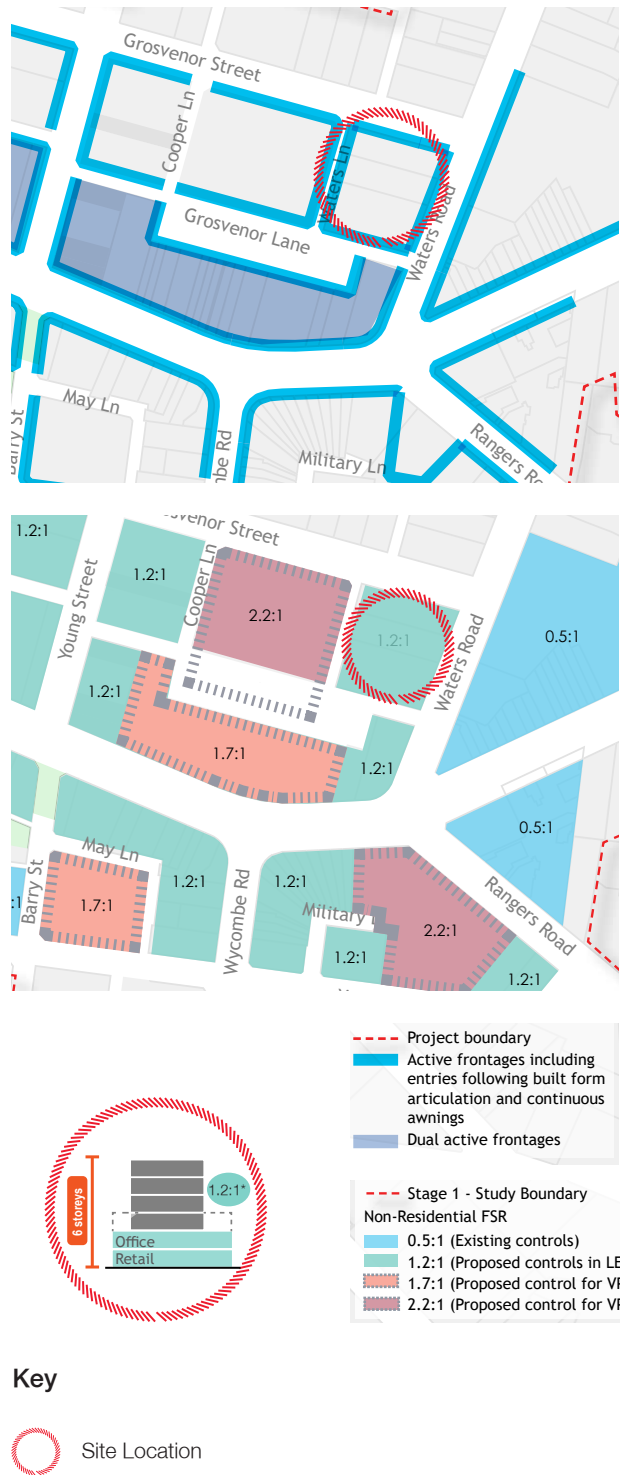 Grosvenor Street
Cooper Ln
Waters Ln
Waters Road
Grosvenor Lane
May Ln
Barry St
mbe Rd
Military Ln
Rangers Ro
svenor Street
1.2:1
1.2:1
Cooper Ln
2.2:1
1.2:1
Young Street
0.5:1
Waters Road
1.2:1
1.7:1
1.2:1
0.5:1
May Ln
Barry St
:1
1.7:1
1.2:1
Wycombe Rd
1.2:1
Military L
2.2:1
Rangers Road
1.2:1
1.2:1
Project boundary
Active frontages including
entries following built form
articulation and continuous
awnings
Dual active frontages
6 storeys
1.2:1*
Office
Retail
Stage 1 - Study Boundary
Non-Residential FSR
0.5:1 (Existing controls)
1.2:1 (Proposed controls in LE
1.7:1 (Proposed control for VP
2.2:1 (Proposed control for VP
Key
Site Location